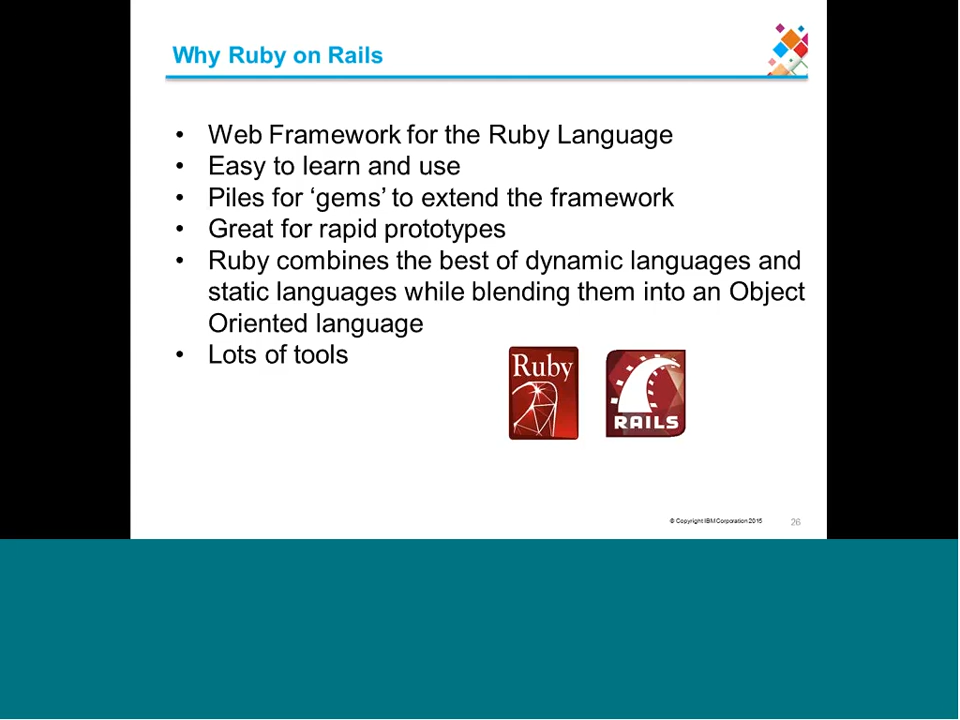 Why Ruby on Rails
• Web Framework for the Ruby Language
• Easy to learn and use
• Piles for ‘gems’ to extend the framework
• Great for rapid prototypes
• Ruby combines the best of dynamic languages and
static languages while blending them into an Object
Oriented language
• Lots of tools
Ruby
RAILS
© Copyright IBM Corporation 2015
26